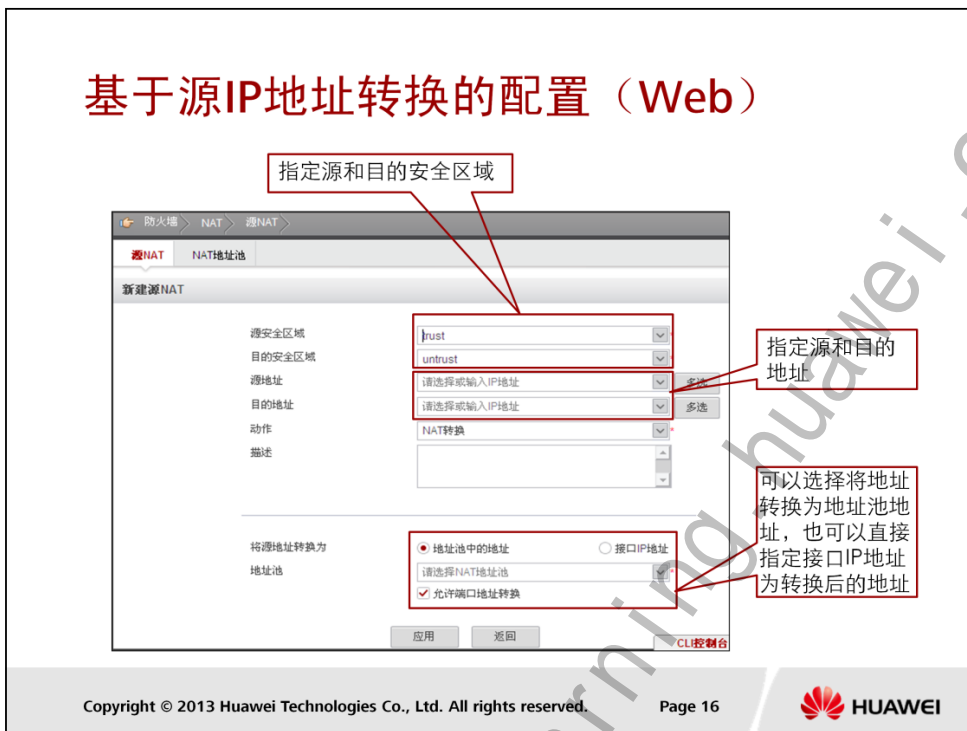 基于源IP地址转换的配置（Web）
指定源和目的安全区域
防火墙 NAT 源NAT
源NAT NAT地址池
新建源NAT
源安全区域 trust *
目的安全区域 untrust *
源地址 请选择或输入IP地址 多选
目的地址 请选择或输入IP地址 多选
动作 NAT转换 *
描述
指定源和目的
地址
将源地址转换为 地址池中的地址 接口IP地址
地址池 请选择NAT地址池 *
允许端口地址转换
可以选择将地址
转换为地址池地
址，也可以直接
指定接口IP地址
为转换后的地址
应用 返回
CLI控制台
Copyright © 2013 Huawei Technologies Co., Ltd. All rights reserved. Page 16
HUAWEI
rning.huawei.